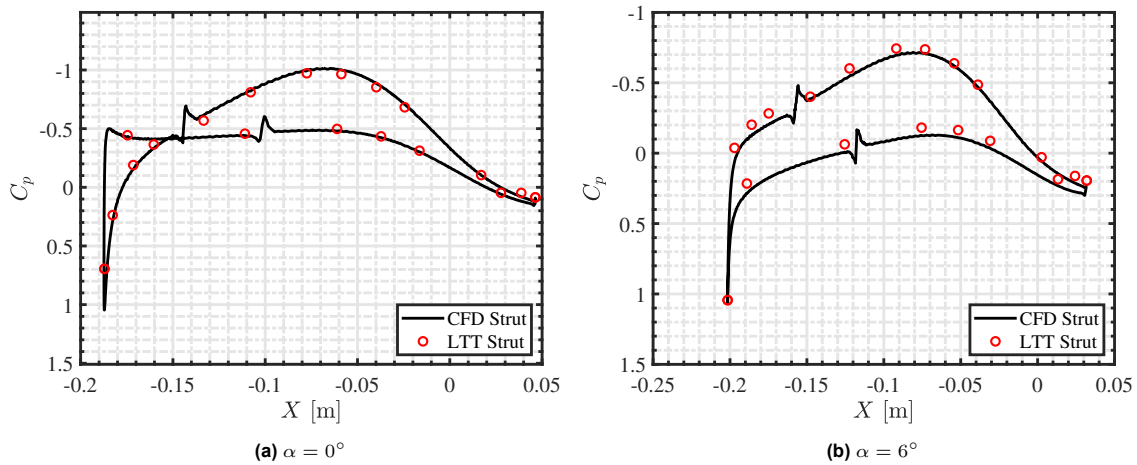 -1
-0.5
0
0.5
1
1.5
C_p
-0.2 -0.15 -0.1 -0.05 0 0.05
X [m]
CFD Strut
LTT Strut
(a) α = 0°
-1
-0.5
0
0.5
1
1.5
C_p
-0.25 -0.2 -0.15 -0.1 -0.05 0 0.05
X [m]
CFD Strut
LTT Strut
(b) α = 6°